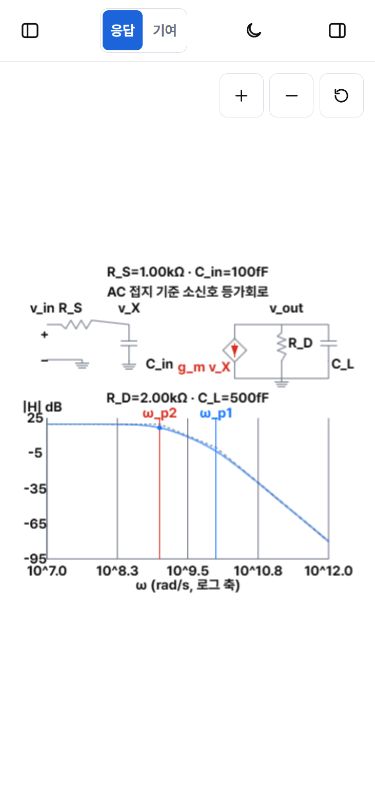 응답 기여
R_S=1.00kΩ · C_in=100fF
AC 접지 기준 소신호 등가회로
v_in R_S v_X v_out
+
−
R_D
C_in g_m v_X C_L
R_D=2.00kΩ · C_L=500fF
|H| dB
ω_p2 ω_p1
25
-5
-35
-65
-95
10^7.0 10^8.3 10^9.5 10^10.8 10^12.0
ω (rad/s, 로그 축)